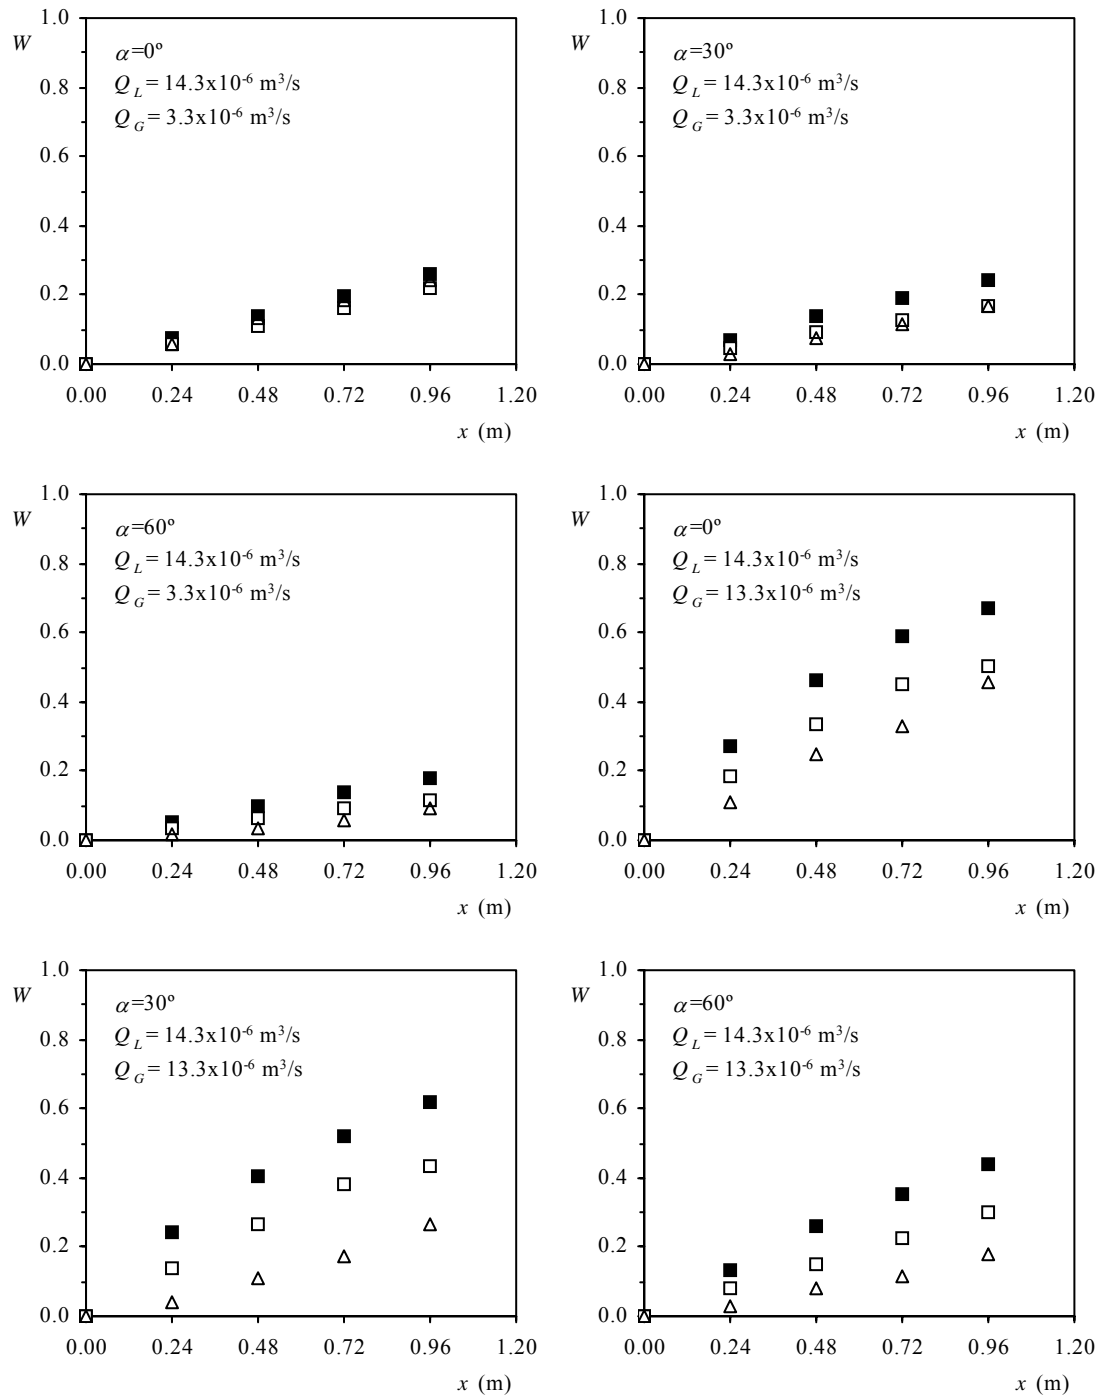 1.0
W
α=0º
Q_L = 14.3x10⁻⁶ m³/s
Q_G = 3.3x10⁻⁶ m³/s
0.8
0.6
0.4
0.2
0.0
0.00 0.24 0.48 0.72 0.96 1.20
x (m)
1.0
W
α=30º
Q_L = 14.3x10⁻⁶ m³/s
Q_G = 3.3x10⁻⁶ m³/s
0.8
0.6
0.4
0.2
0.0
0.00 0.24 0.48 0.72 0.96 1.20
x (m)
1.0
W
α=60º
Q_L = 14.3x10⁻⁶ m³/s
Q_G = 3.3x10⁻⁶ m³/s
0.8
0.6
0.4
0.2
0.0
0.00 0.24 0.48 0.72 0.96 1.20
x (m)
1.0
W
α=0º
Q_L = 14.3x10⁻⁶ m³/s
Q_G = 13.3x10⁻⁶ m³/s
0.8
0.6
0.4
0.2
0.0
0.00 0.24 0.48 0.72 0.96 1.20
x (m)
1.0
W
α=30º
Q_L = 14.3x10⁻⁶ m³/s
Q_G = 13.3x10⁻⁶ m³/s
0.8
0.6
0.4
0.2
0.0
0.00 0.24 0.48 0.72 0.96 1.20
x (m)
1.0
W
α=60º
Q_L = 14.3x10⁻⁶ m³/s
Q_G = 13.3x10⁻⁶ m³/s
0.8
0.6
0.4
0.2
0.0
0.00 0.24 0.48 0.72 0.96 1.20
x (m)